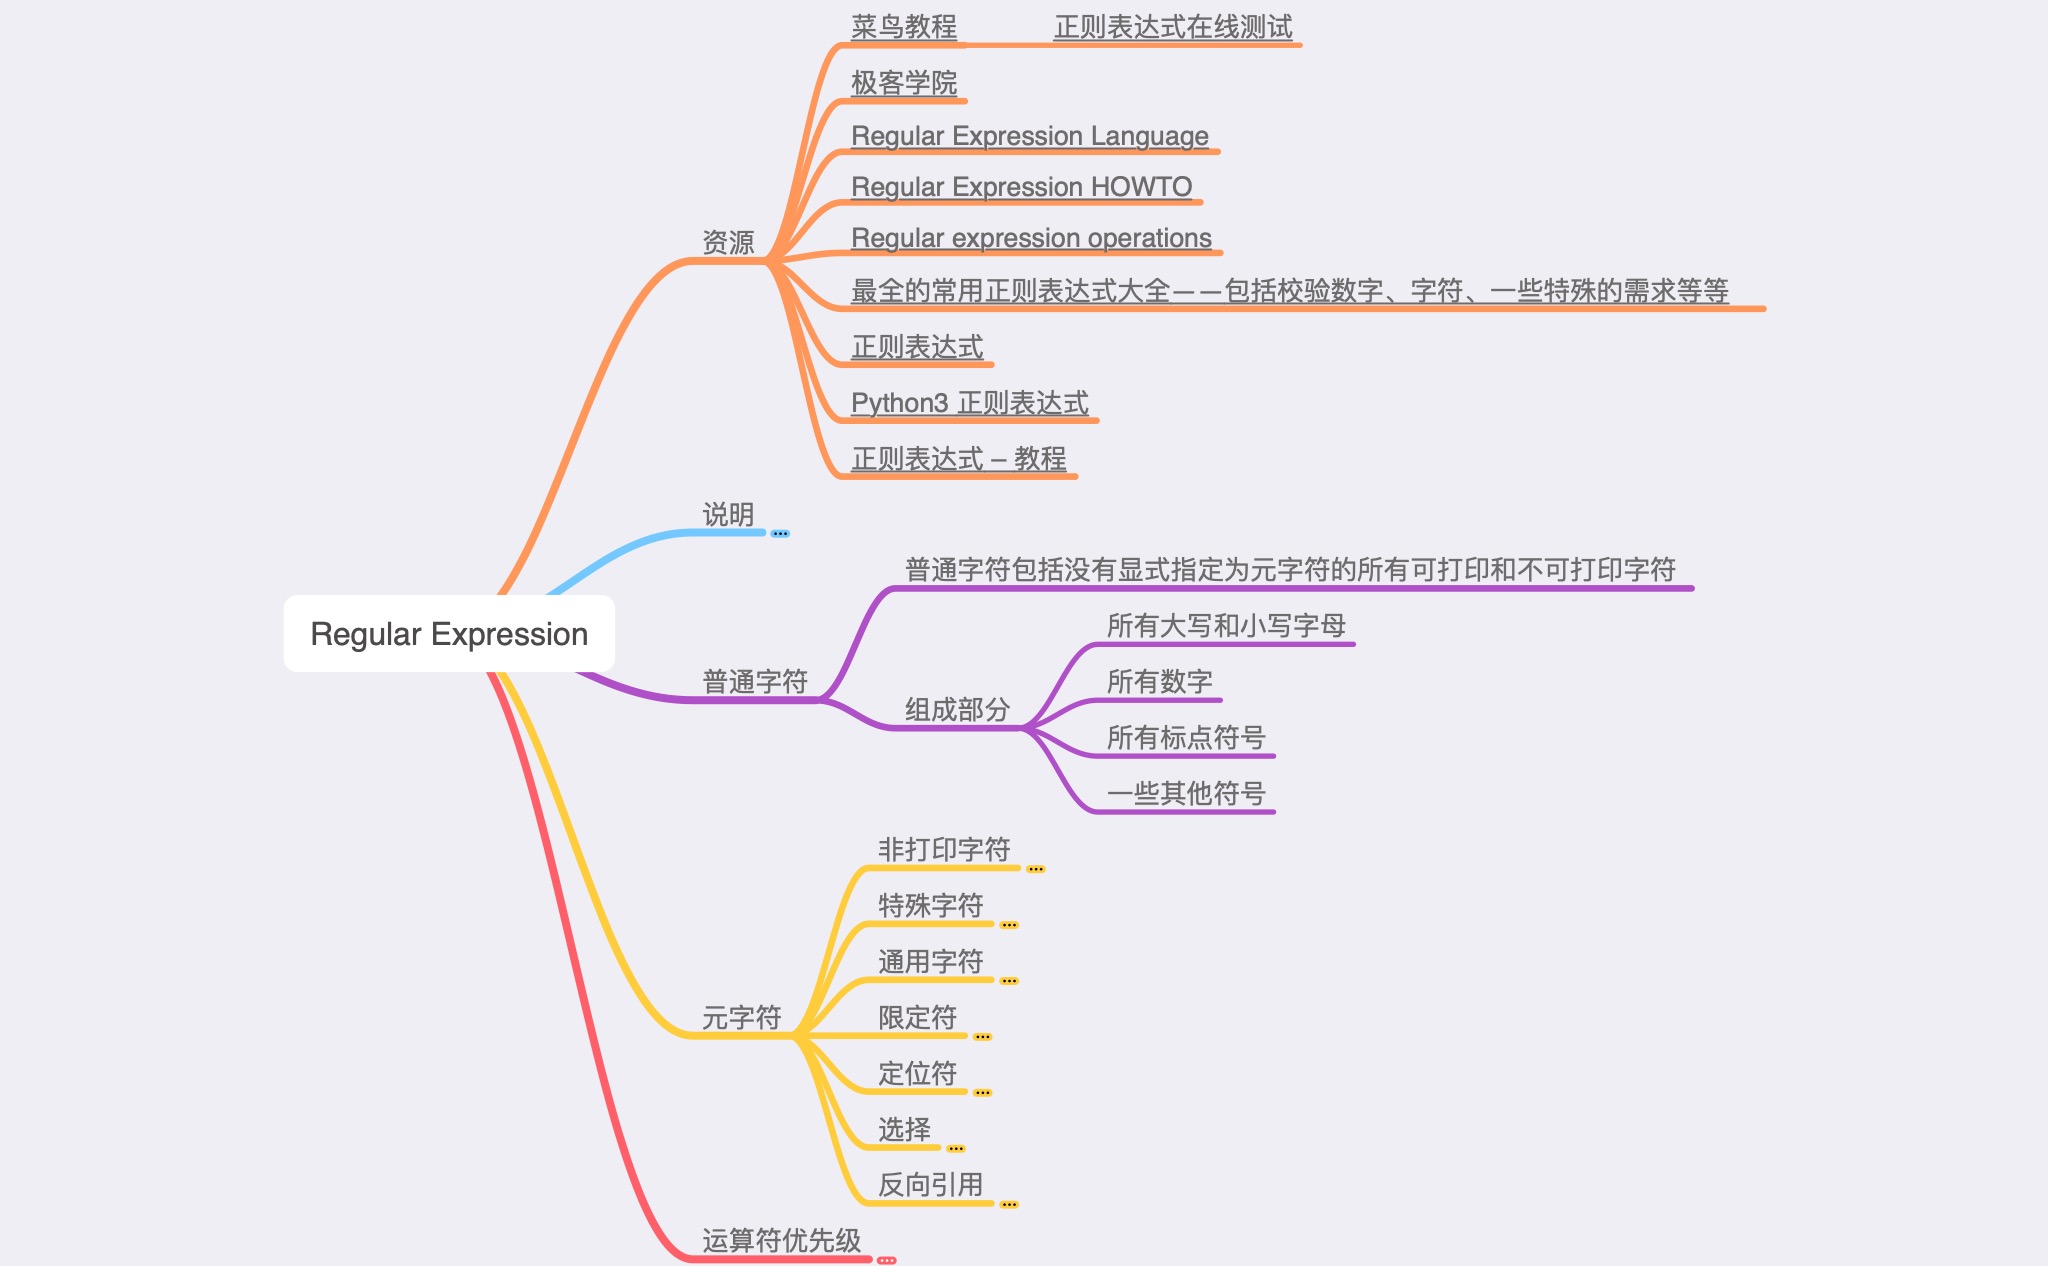 菜鸟教程
正则表达式在线测试
极客学院
Regular Expression Language
Regular Expression HOWTO
Regular expression operations
资源
最全的常用正则表达式大全——包括校验数字、字符、一些特殊的需求等等
正则表达式
Python3 正则表达式
正则表达式 – 教程
说明
Regular Expression
普通字符包括没有显式指定为元字符的所有可打印和不可打印字符
普通字符
组成部分
所有大写和小写字母
所有数字
所有标点符号
一些其他符号
元字符
非打印字符
特殊字符
通用字符
限定符
定位符
选择
反向引用
运算符优先级